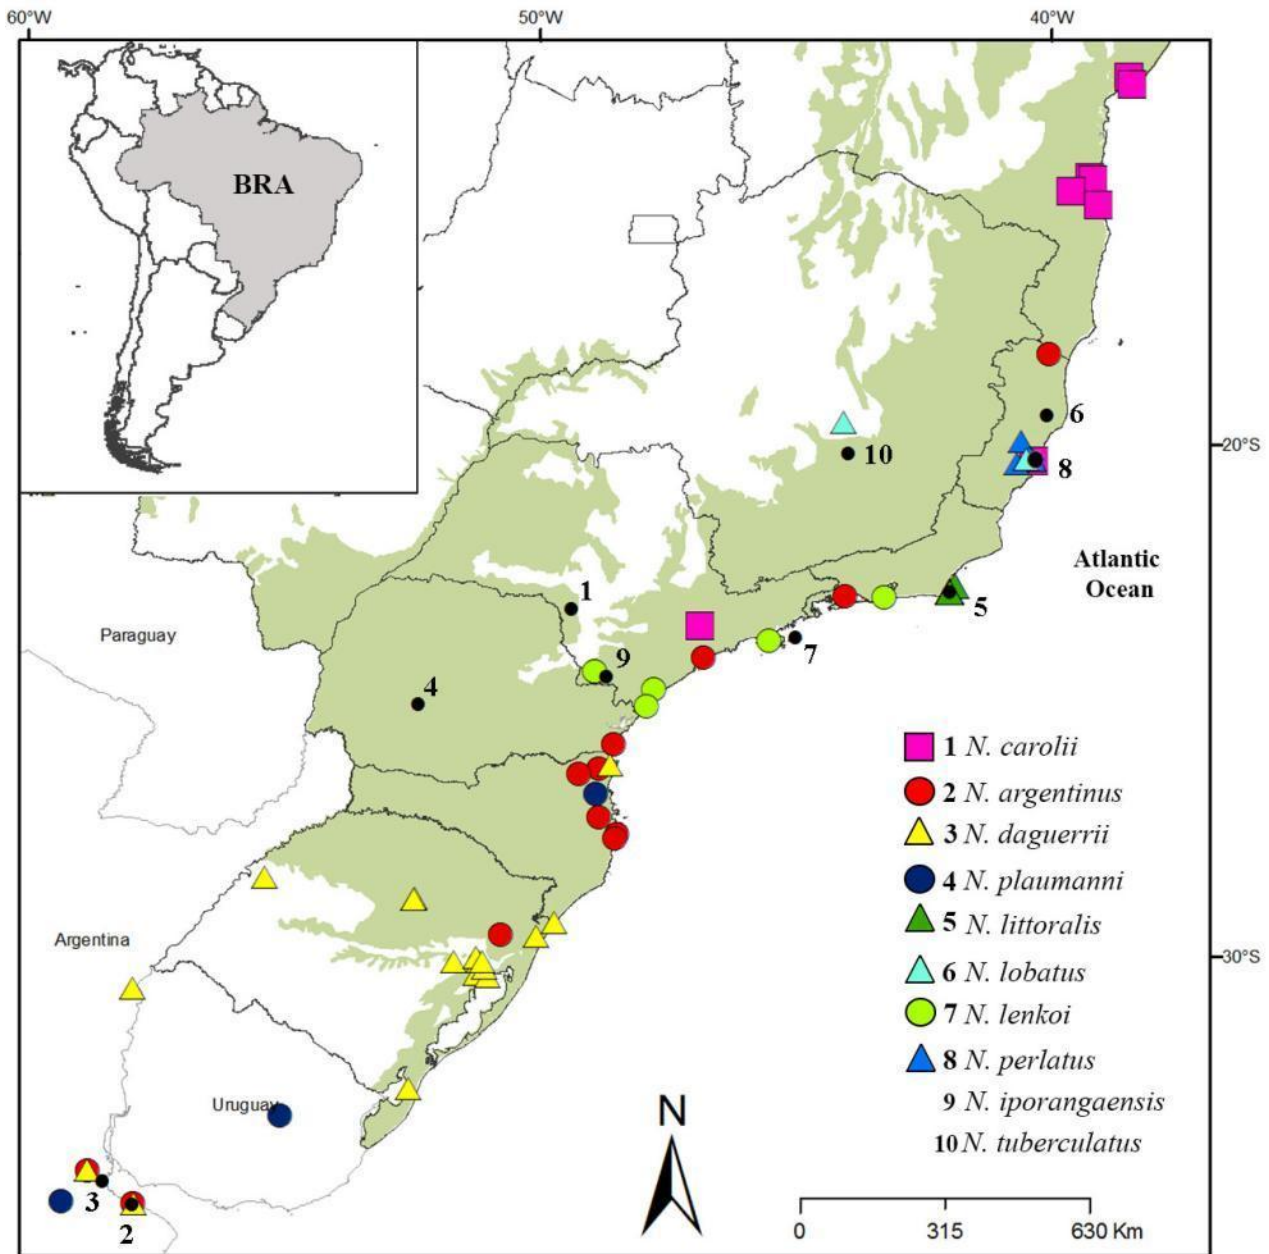 60°W 50°W 40°W
BRA
6
20°S
10
8
Atlantic
Ocean
1
5
Paraguay
7
9
4
1 N. carolii
2 N. argentinus
3 N. daguerrii
4 N. plaumanni
5 N. littoralis
Argentina
30°S
6 N. lobatus
7 N. lenkoi
8 N. perlatus
Uruguay
9 N. iporangaensis
N
10 N. tuberculatus
3
2
0 315 630 Km